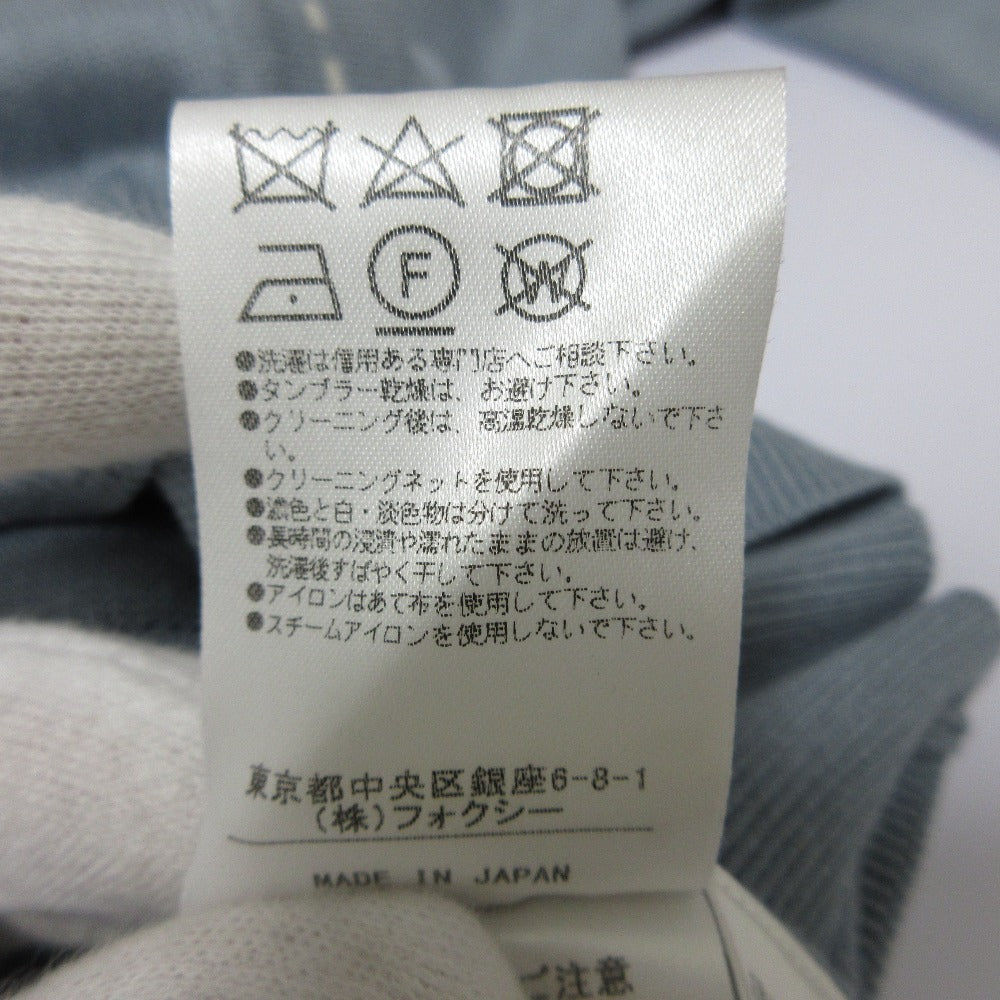 F
W
●洗濯は信用ある専門店へご相談下さい。
●タンブラー乾燥は、お避け下さい。
●クリーニング後は、高温乾燥しないで下さ
い。
●クリーニングネットを使用して下さい。
●濃色と白・淡色物は分けて洗って下さい。
●長時間の浸漬や濡れたままの放置は避け、
洗濯後すばやく干して下さい。
●アイロンはあて布を使用して下さい。
●スチームアイロンを使用しないで下さい。
東京都中央区銀座6-8-1
(株)フォクシー
MADE IN JAPAN
ご注意